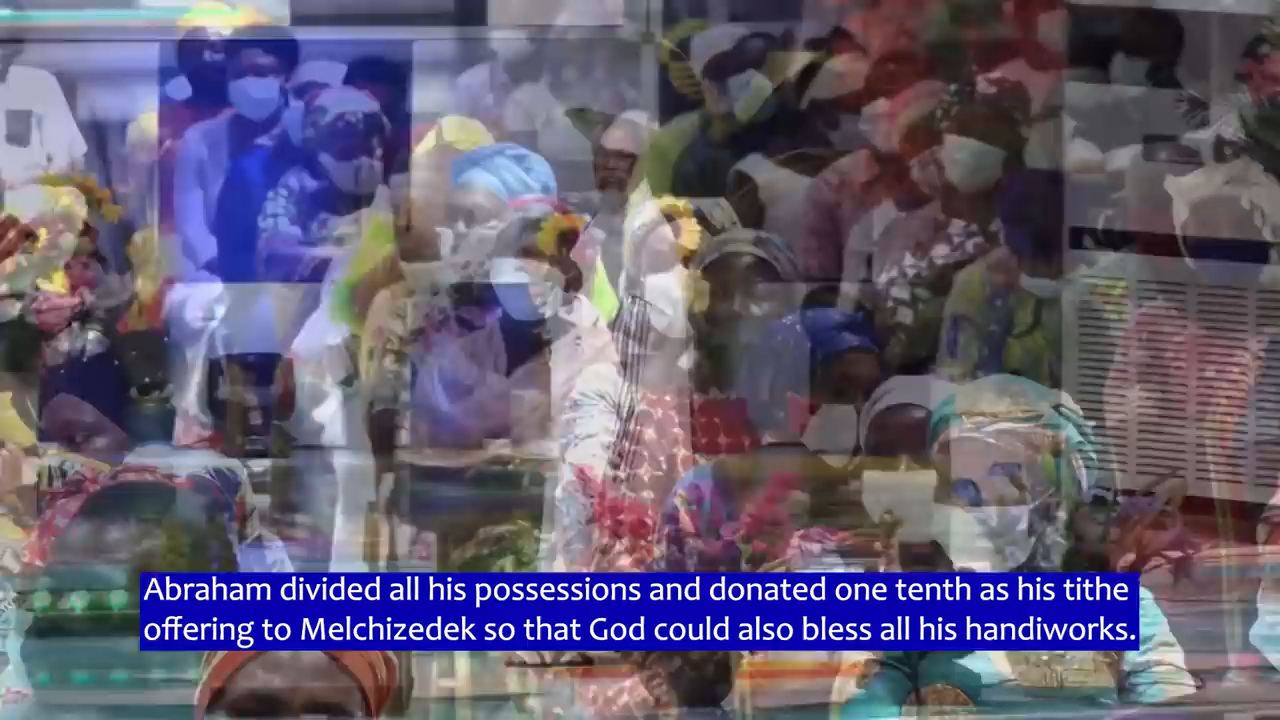 Abraham divided all his possessions and donated one tenth as his tithe
offering to Melchizedek so that God could also bless all his handiworks.